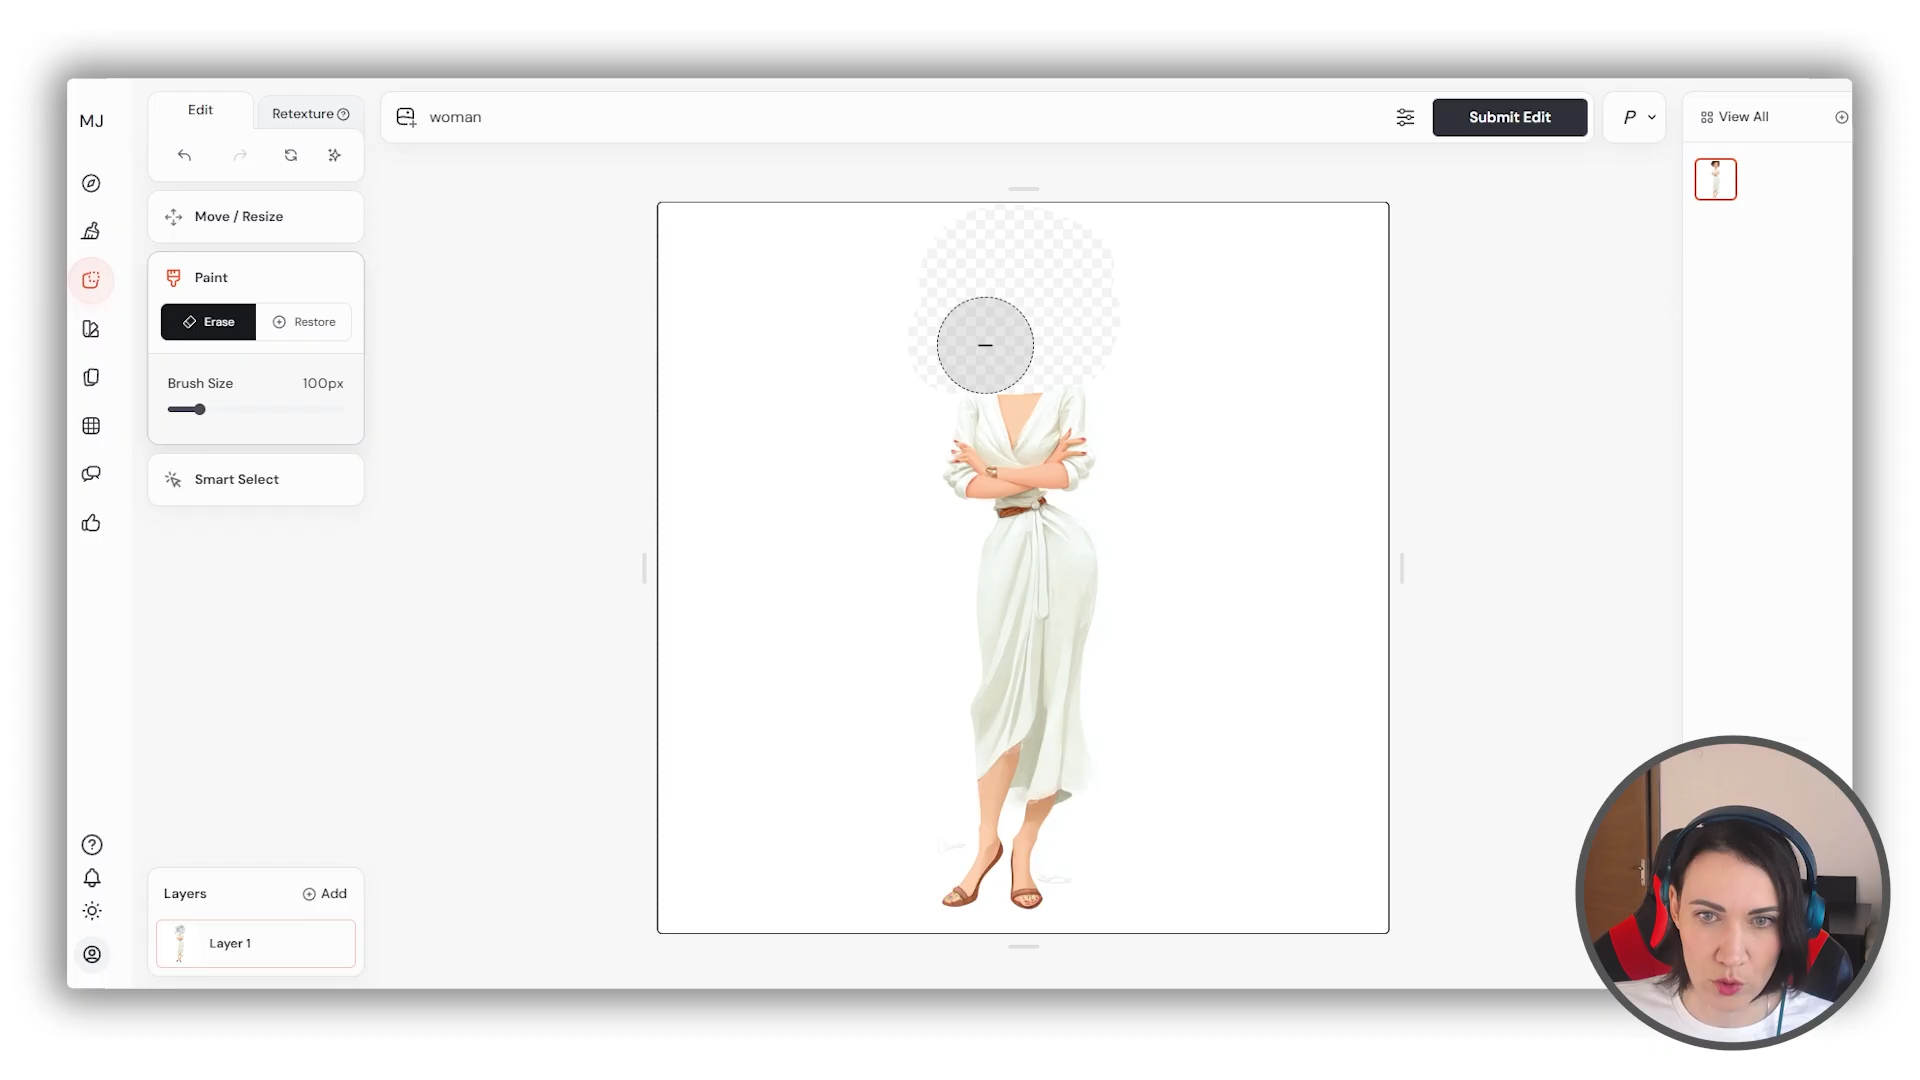 MJ
Edit
Retexture
woman
Submit Edit
P
View All
Move / Resize
Paint
Erase
Restore
Brush Size
100px
Smart Select
Layers
Add
Layer 1